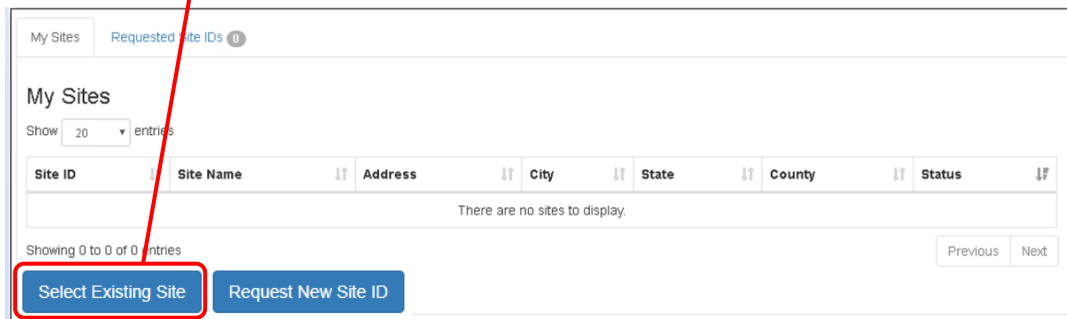 My Sites Requested Site IDs 0
My Sites
Show 20 entries
Site ID Site Name Address City State County Status
There are no sites to display.
Showing 0 to 0 of 0 entries
Previous Next
Select Existing Site Request New Site ID